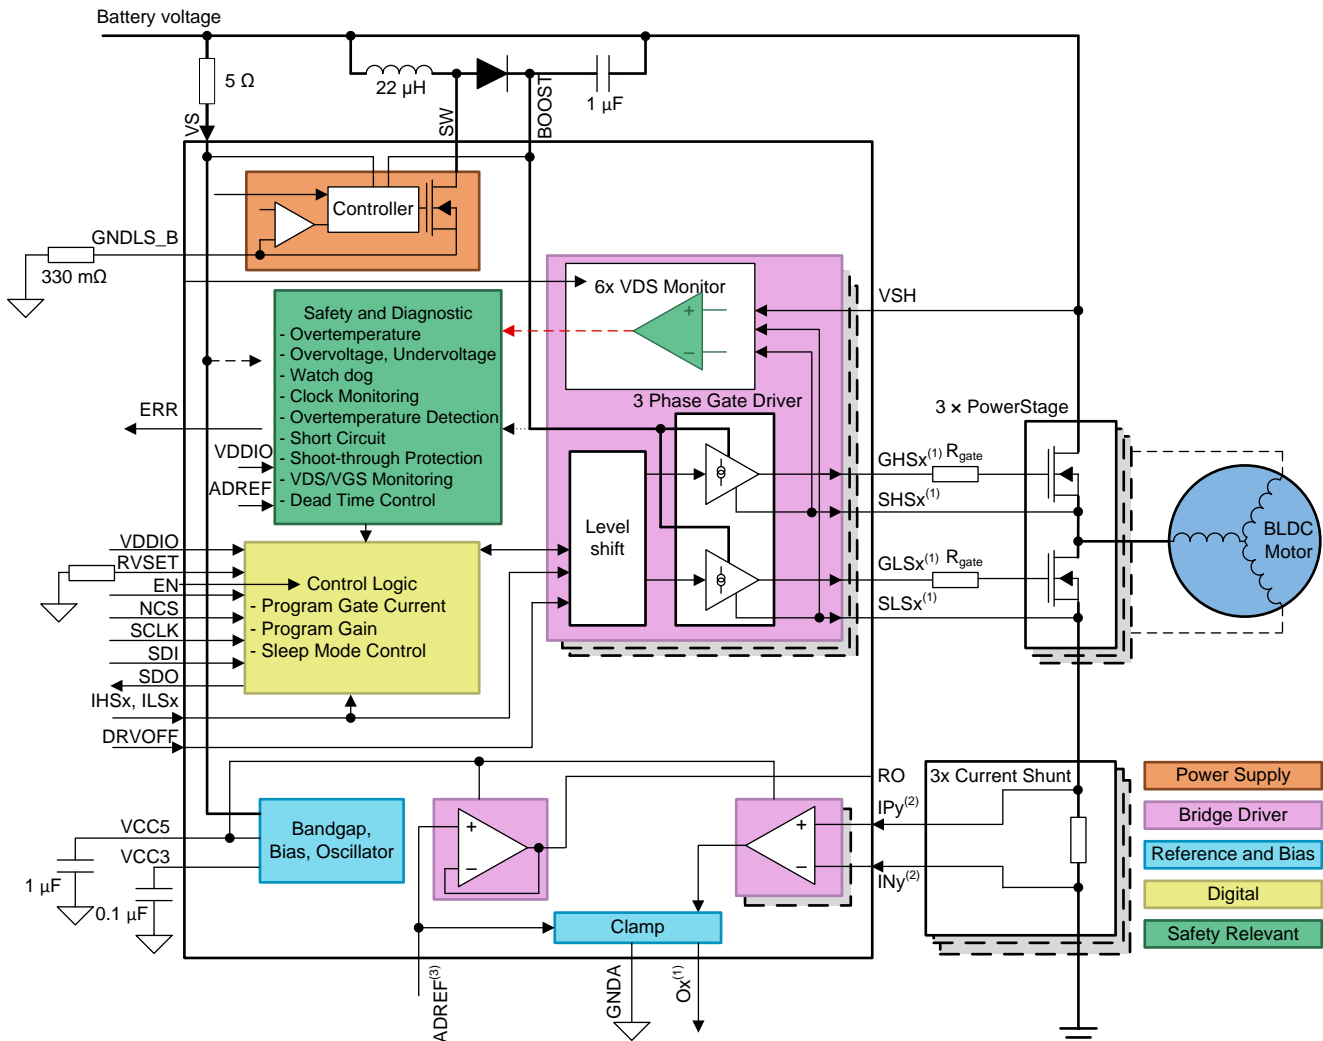 Battery voltage
5 Ω
22 µH
1 µF
VS
SW
BOOST
Controller
GNDLS_B
330 mΩ
6x VDS Monitor
+
−
VSH
Safety and Diagnostic
- Overtemperature
- Overvoltage, Undervoltage
- Watch dog
- Clock Monitoring
- Overtemperature Detection
- Short Circuit
- Shoot-through Protection
- VDS/VGS Monitoring
- Dead Time Control
ERR
VDDIO
ADREF
3 Phase Gate Driver
3 × PowerStage
GHSx(1)
Rgate
SHSx(1)
Level
shift
BLDC
Motor
GLSx(1)
Rgate
SLSx(1)
VDDIO
RVSET
EN
NCS
SCLK
SDI
SDO
IHSx, ILSx
DRVOFF
Control Logic
- Program Gate Current
- Program Gain
- Sleep Mode Control
RO
3x Current Shunt
IPy(2)
INy(2)
+
−
+
−
VCC5
VCC3
1 µF
0.1 µF
Bandgap,
Bias, Oscillator
Clamp
ADREF(3)
GNDA
Ox(1)
Power Supply
Bridge Driver
Reference and Bias
Digital
Safety Relevant